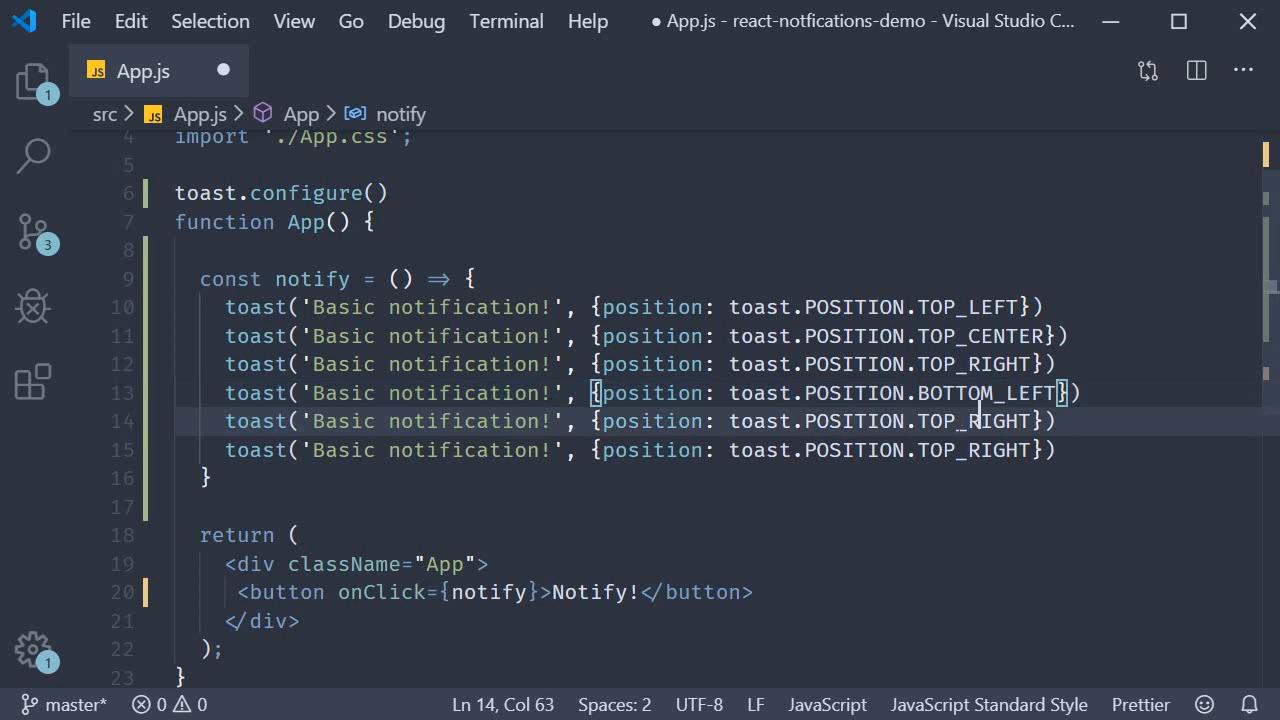 File Edit Selection View Go Debug Terminal Help ● App.js - react-notfications-demo - Visual Studio C...
JS App.js
1
src > JS App.js > App > notify
4 import './App.css';
5
6 toast.configure()
7 function App() {
8
3
9 const notify = () => {
10 toast('Basic notification!', {position: toast.POSITION.TOP_LEFT})
11 toast('Basic notification!', {position: toast.POSITION.TOP_CENTER})
12 toast('Basic notification!', {position: toast.POSITION.TOP_RIGHT})
13 toast('Basic notification!', {position: toast.POSITION.BOTTOM_LEFT})
14 toast('Basic notification!', {position: toast.POSITION.TOP_RIGHT})
15 toast('Basic notification!', {position: toast.POSITION.TOP_RIGHT})
16 }
17
18 return (
19 <div className="App">
20 <button onClick={notify}>Notify!</button>
21 </div>
22 );
1
23 }
master* 0 0 Ln 14, Col 63 Spaces: 2 UTF-8 LF JavaScript JavaScript Standard Style Prettier